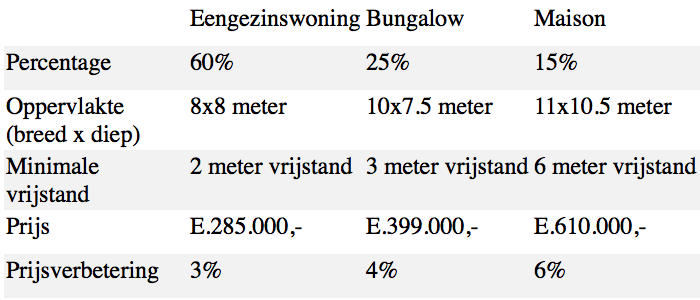 Eengezinswoning Bungalow Maison
Percentage 60% 25% 15%
Oppervlakte 8x8 meter 10x7.5 meter 11x10.5 meter
(breed x diep)
Minimale 2 meter vrijstand 3 meter vrijstand 6 meter vrijstand
vrijstand
Prijs E.285.000,- E.399.000,- E.610.000,-
Prijsverbetering 3% 4% 6%